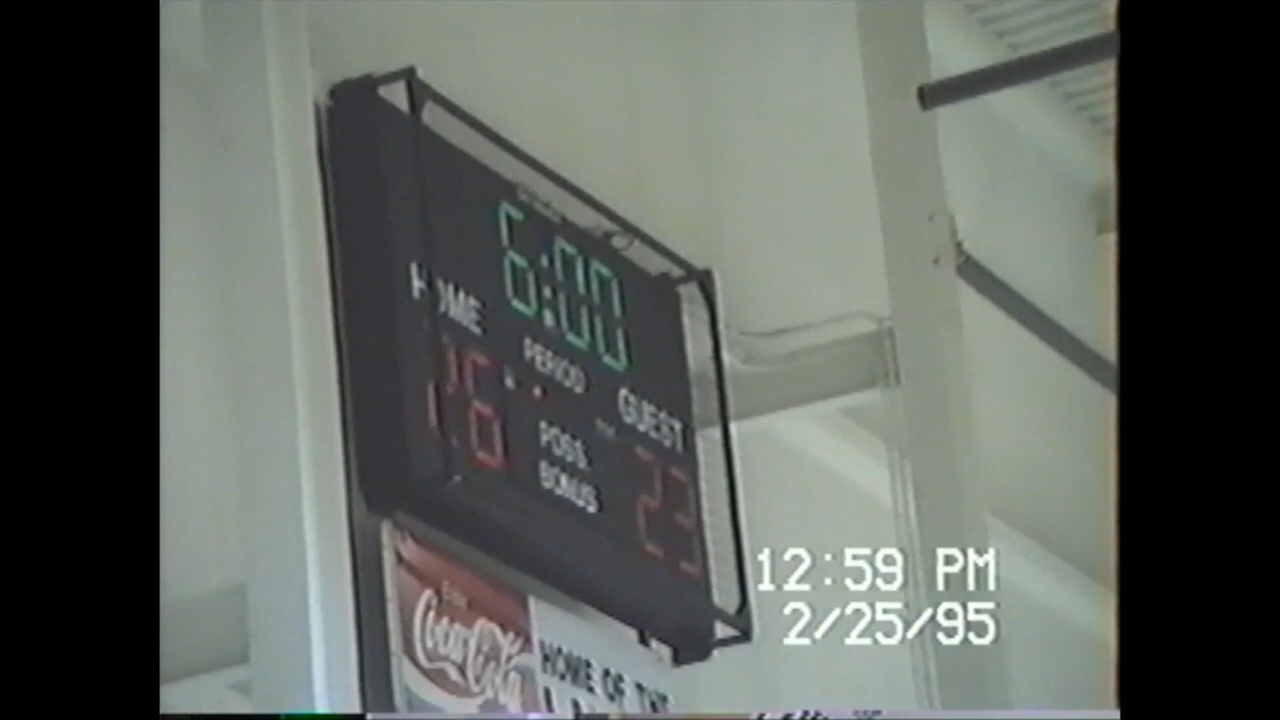 6:00
HOME
PERIOD
GUEST
16
POSS.
BONUS
23
Coca-Cola
HOME OF THE
12:59 PM
2/25/95